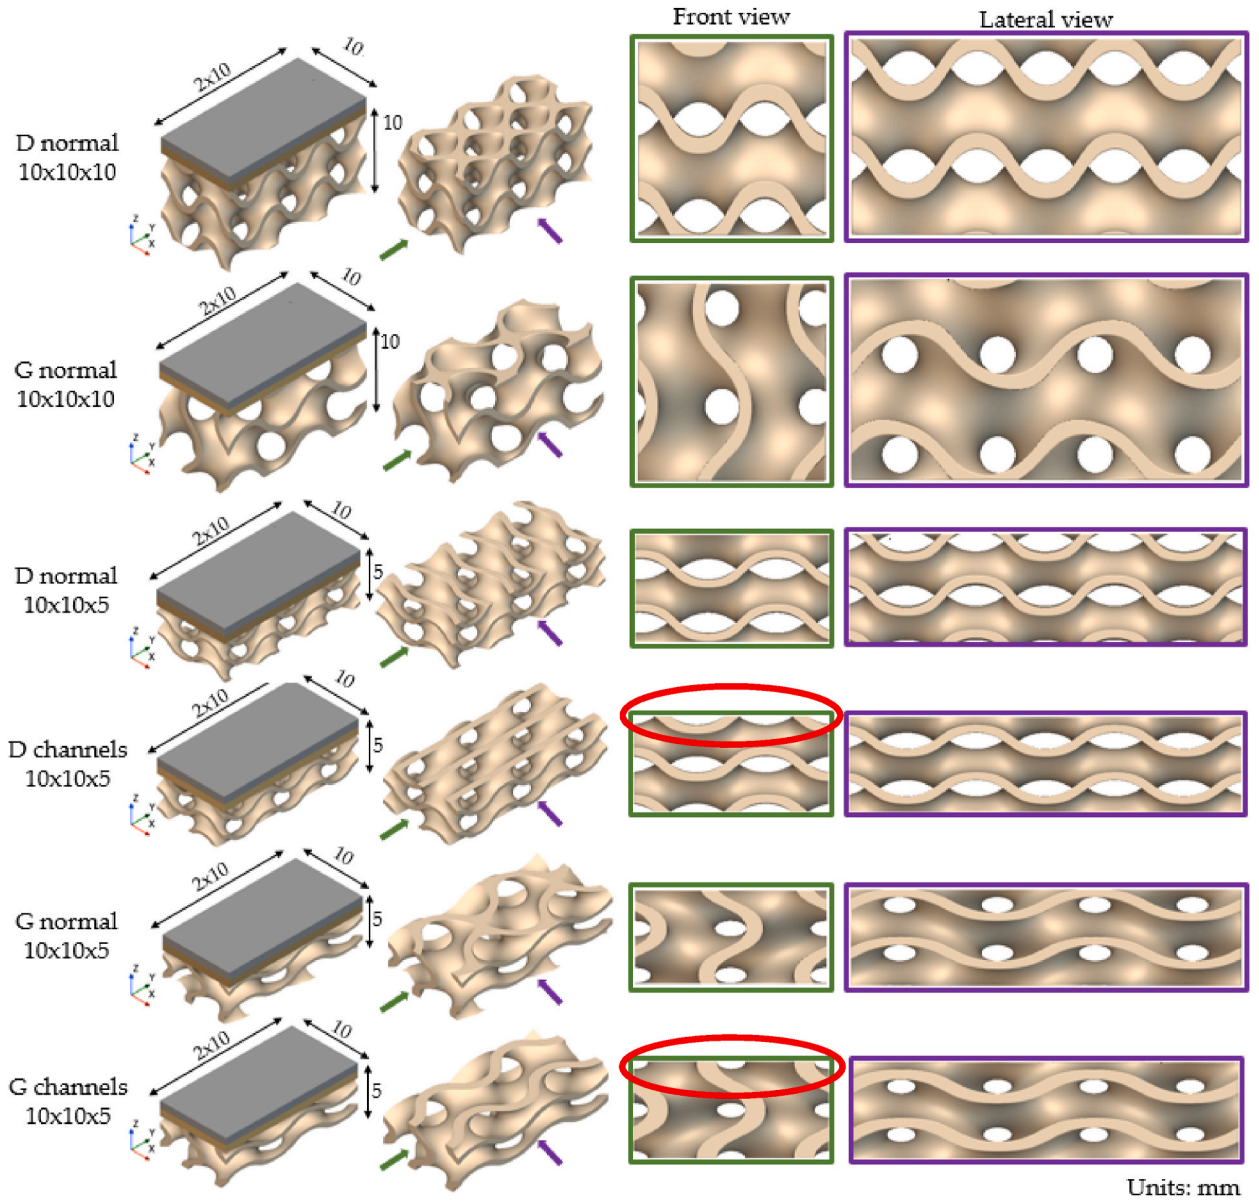 Front view
Lateral view
2x10
10
10
D normal
10x10x10
Z
Y
X
2x10
10
10
G normal
10x10x10
Z
Y
X
2x10
10
5
D normal
10x10x5
Z
Y
X
2x10
10
5
D channels
10x10x5
Z
Y
X
2x10
10
5
G normal
10x10x5
Z
Y
X
2x10
10
5
G channels
10x10x5
Z
Y
X
Units: mm